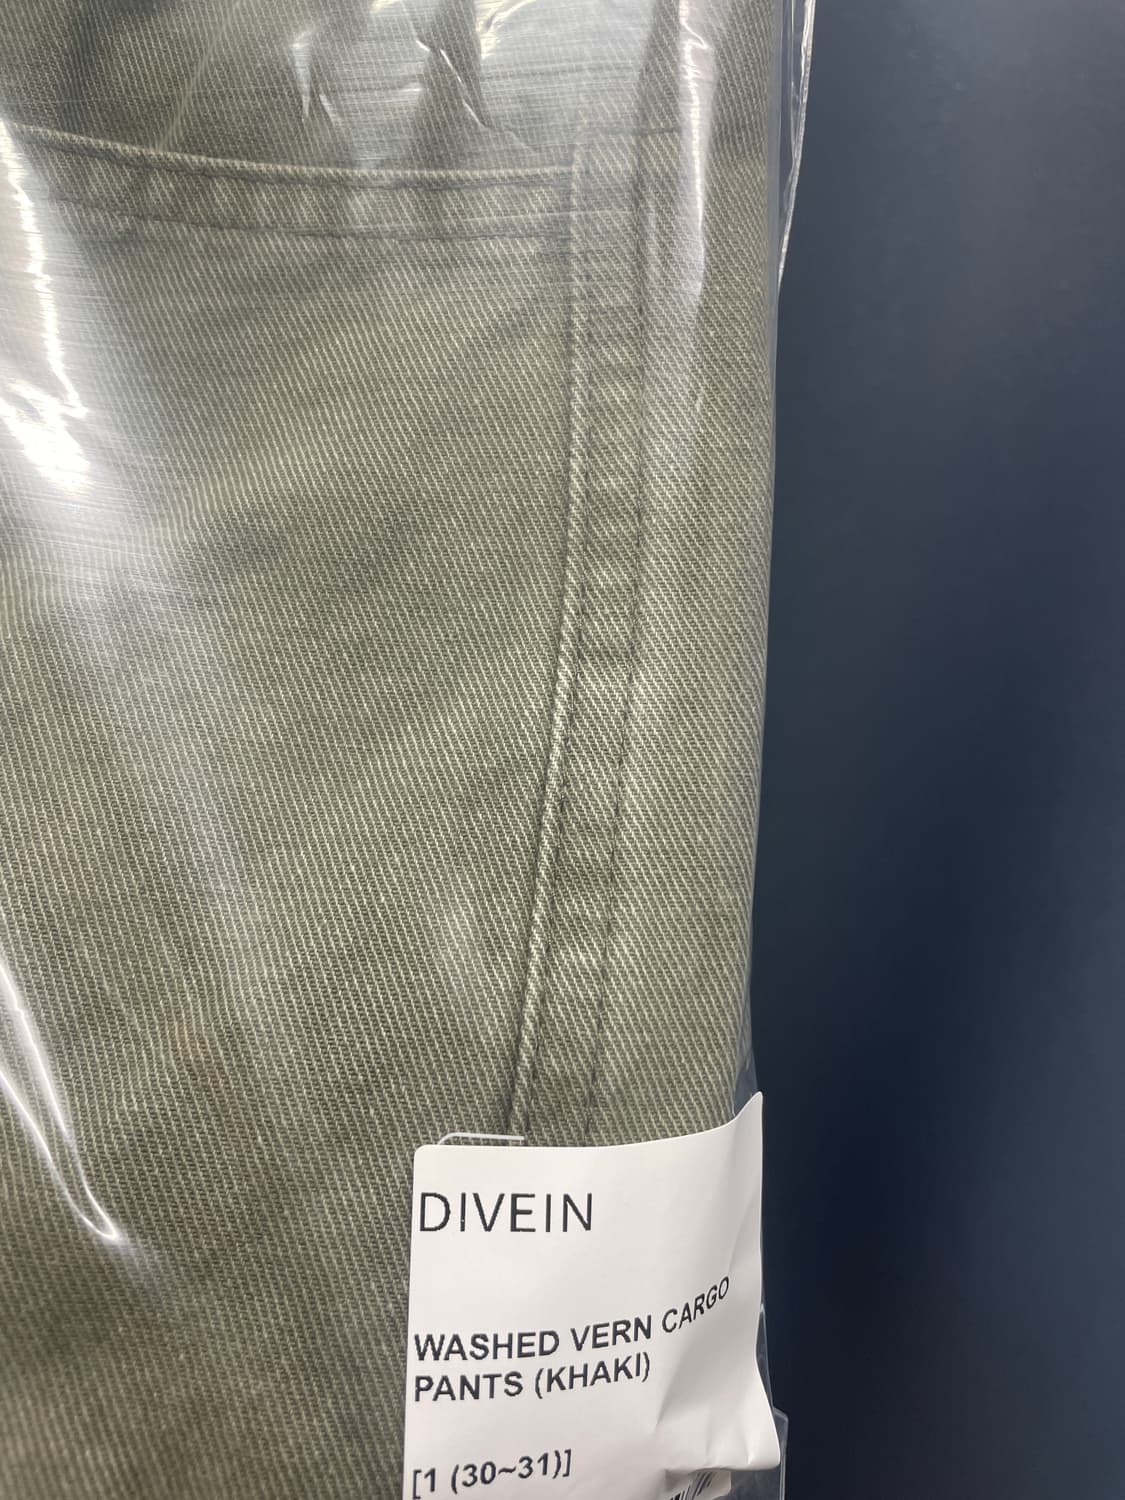 DIVEIN
WASHED VERN CARGO
PANTS (KHAKI)
[1 (30~31)]